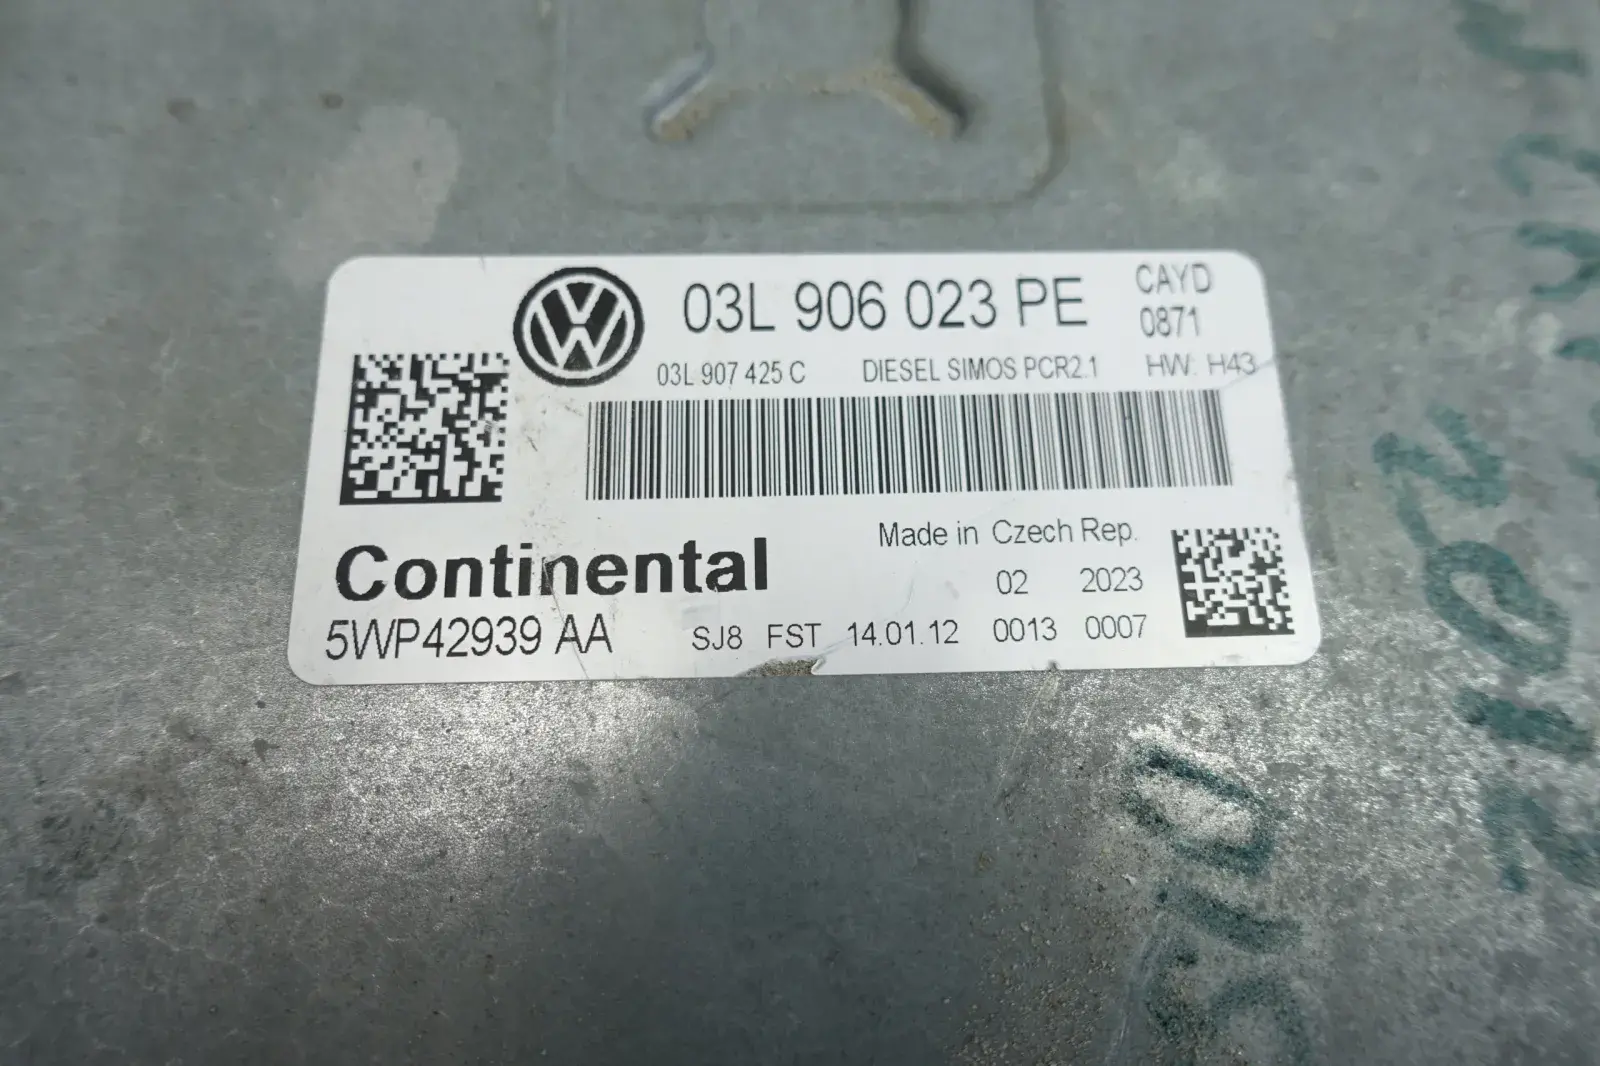 03L 906 023 PE CAYD
0871
03L 907 425 C DIESEL SIMOS PCR2.1 HW: H43
Made in Czech Rep.
Continental
02 2023
5WP42939 AA SJ8 FST 14.01.12 0013 0007